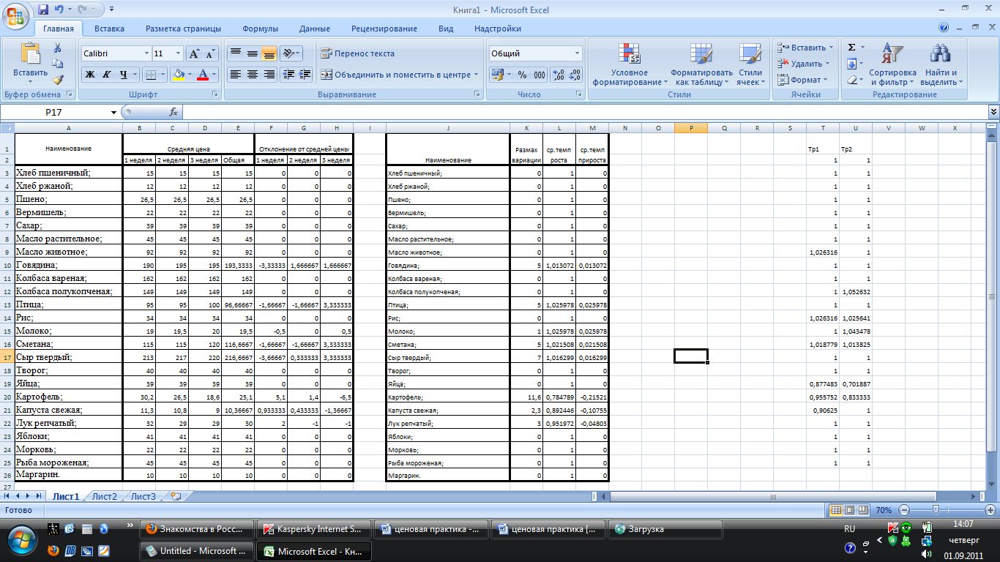 Книга1 - Microsoft Excel
Главная Вставка Разметка страницы Формулы Данные Рецензирование Вид Надстройки
Calibri 11 Перенос текста Общий
Вставить Ж К Ч А Объединить и поместить в центре % 000 Условное форматирование Форматировать как таблицу Стили ячеек Вставить Удалить Формат Сортировка и фильтр Найти и выделить
Буфер обмена Шрифт Выравнивание Число Стили Ячейки Редактирование
P17 fx
A B C D E F G H I J K L M N O P Q R S T U V W X
1 Наименование Средняя цена Отклонение от средней цены Наименование Размах вариации ср.темп роста ср.темп прироста Тр1 Тр2
2 1 неделя 2 неделя 3 неделя Общая 1 неделя 2 неделя 3 неделя 1 1
3 Хлеб пшеничный; 15 15 15 15 0 0 0 Хлеб пшеничный; 0 1 0 1 1
4 Хлеб ржаной; 12 12 12 12 0 0 0 Хлеб ржаной; 0 1 0 1 1
5 Пшено; 26,5 26,5 26,5 26,5 0 0 0 Пшено; 0 1 0 1 1
6 Вермишель; 22 22 22 22 0 0 0 Вермишель; 0 1 0 1 1
7 Сахар; 39 39 39 39 0 0 0 Сахар; 0 1 0 1 1
8 Масло растительное; 45 45 45 45 0 0 0 Масло растительное; 0 1 0 1 1
9 Масло животное; 92 92 92 92 0 0 0 Масло животное; 0 1 0 1,026316 1
10 Говядина; 190 195 195 193,3333 -3,33333 1,666667 1,666667 Говядина; 5 1,013072 0,013072 1 1
11 Колбаса вареная; 162 162 162 162 0 0 0 Колбаса вареная; 0 1 0 1 1
12 Колбаса полукопченая; 149 149 149 149 0 0 0 Колбаса полукопченая; 0 1 0 1 1,052632
13 Птица; 95 95 100 96,66667 -1,66667 -1,66667 3,333333 Птица; 5 1,025978 0,025978 1 1
14 Рис; 34 34 34 34 0 0 0 Рис; 0 1 0 1,026316 1,025641
15 Молоко; 19 19,5 20 19,5 -0,5 0 0,5 Молоко; 1 1,025978 0,025978 1 1,043478
16 Сметана; 115 115 120 116,6667 -1,66667 -1,66667 3,333333 Сметана; 5 1,021508 0,021508 1,018779 1,013825
17 Сыр твердый; 213 217 220 216,6667 -3,66667 0,333333 3,333333 Сыр твердый; 7 1,016299 0,016299 1 1
18 Творог; 40 40 40 40 0 0 0 Творог; 0 1 0 1 1
19 Яйца; 39 39 39 39 0 0 0 Яйца; 0 1 0 0,877483 0,701887
20 Картофель; 30,2 26,5 18,6 25,1 5,1 1,4 -6,5 Картофель; 11,6 0,784789 -0,21521 0,955752 0,833333
21 Капуста свежая; 11,3 10,8 9 10,36667 0,933333 0,433333 -1,36667 Капуста свежая; 2,3 0,892446 -0,10755 0,90625 1
22 Лук репчатый; 32 29 29 30 2 -1 -1 Лук репчатый; 3 0,951972 -0,04803 1 1
23 Яблоки; 41 41 41 41 0 0 0 Яблоки; 0 1 0 1 1
24 Морковь; 22 22 22 22 0 0 0 Морковь; 0 1 0 1 1
25 Рыба мороженая; 45 45 45 45 0 0 0 Рыба мороженая; 0 1 0 1 1
26 Маргарин. 10 10 10 10 0 0 0 Маргарин. 0 1 0
27
Лист1 Лист2 Лист3
Готово 70%
Знакомства в Росс... Kaspersky Internet S... ценовая практика -... ценовая практика [... Загрузка RU 14:07
Untitled - Microsoft ... Microsoft Excel - Кн... четверг
01.09.2011